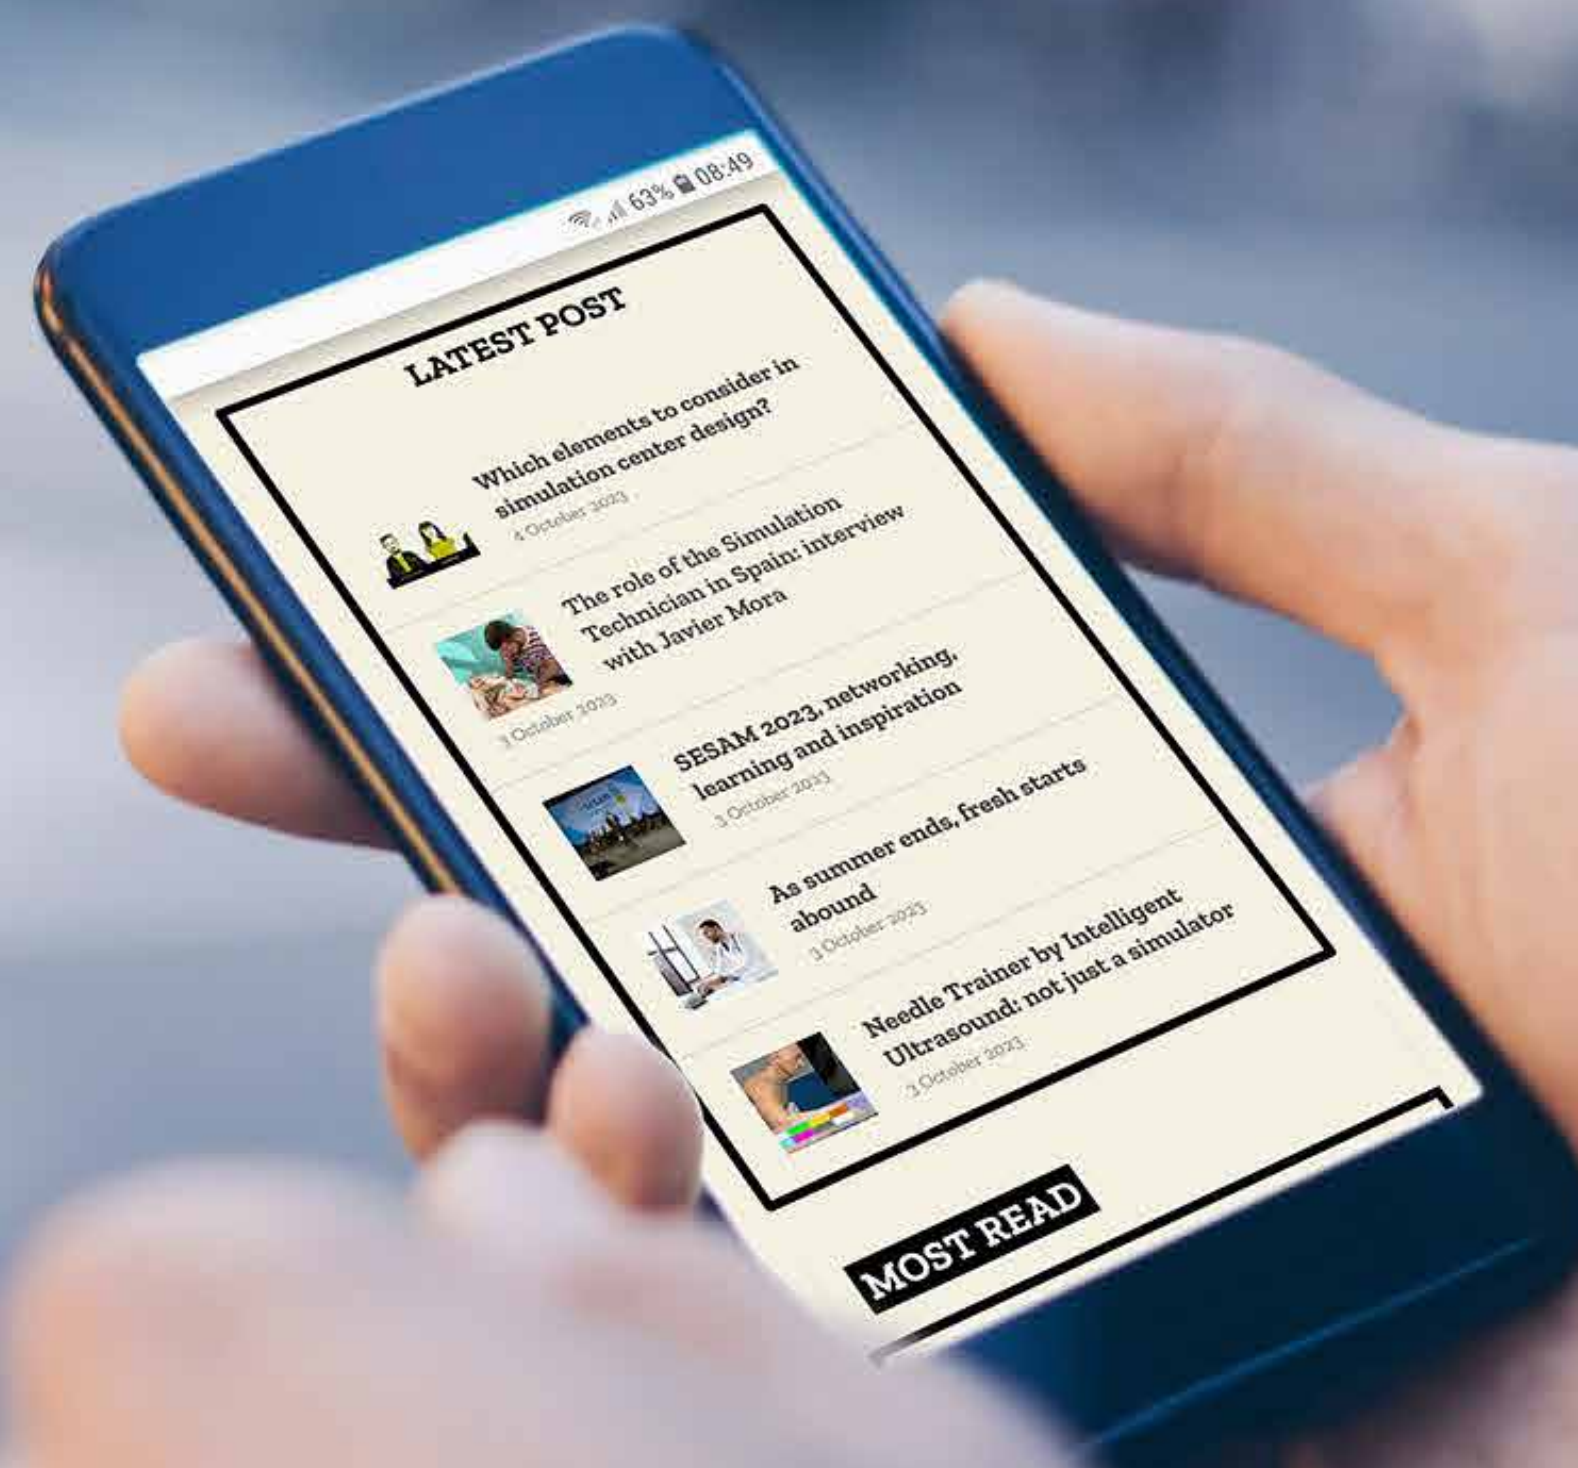 63% 08:49
LATEST POST
Which elements to consider in
simulation center design?
4 October 2023
The role of the Simulation
Technician in Spain: interview
with Javier Mora
3 October 2023
SESAM 2023, networking,
learning and inspiration
3 October 2023
As summer ends, fresh starts
abound
3 October 2023
Needle Trainer by Intelligent
Ultrasound: not just a simulator
3 October 2023
MOST READ